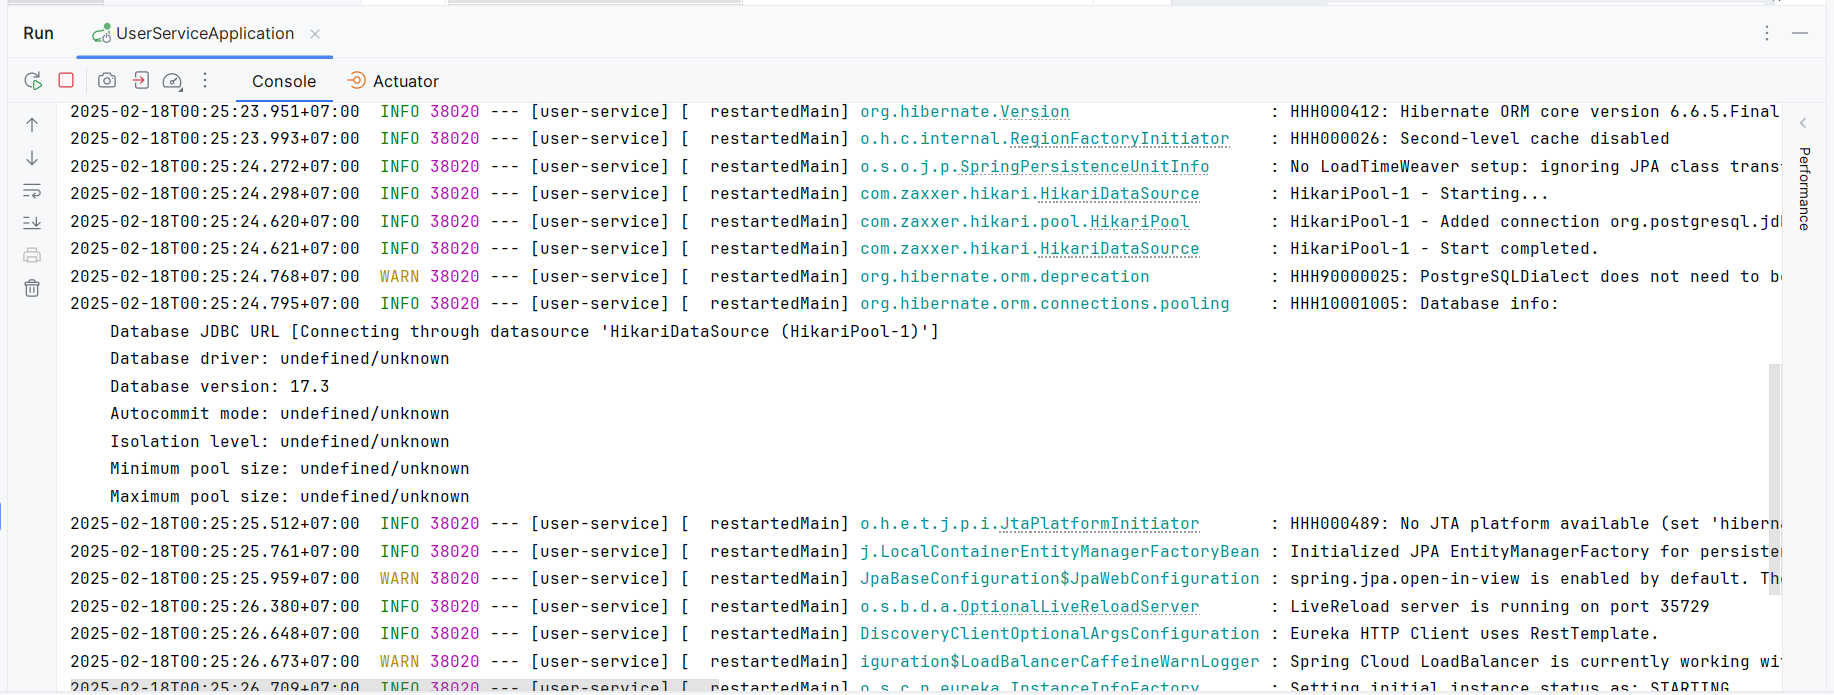 Run UserServiceApplication
Console Actuator
2025-02-18T00:25:23.951+07:00  INFO 38020 --- [user-service] [  restartedMain] org.hibernate.Version                    : HHH000412: Hibernate ORM core version 6.6.5.Final
2025-02-18T00:25:23.993+07:00  INFO 38020 --- [user-service] [  restartedMain] o.h.c.internal.RegionFactoryInitiator    : HHH000026: Second-level cache disabled
2025-02-18T00:25:24.272+07:00  INFO 38020 --- [user-service] [  restartedMain] o.s.o.j.p.SpringPersistenceUnitInfo      : No LoadTimeWeaver setup: ignoring JPA class trans
2025-02-18T00:25:24.298+07:00  INFO 38020 --- [user-service] [  restartedMain] com.zaxxer.hikari.HikariDataSource       : HikariPool-1 - Starting...
2025-02-18T00:25:24.620+07:00  INFO 38020 --- [user-service] [  restartedMain] com.zaxxer.hikari.pool.HikariPool        : HikariPool-1 - Added connection org.postgresql.jd
2025-02-18T00:25:24.621+07:00  INFO 38020 --- [user-service] [  restartedMain] com.zaxxer.hikari.HikariDataSource       : HikariPool-1 - Start completed.
2025-02-18T00:25:24.768+07:00  WARN 38020 --- [user-service] [  restartedMain] org.hibernate.orm.deprecation            : HHH90000025: PostgreSQLDialect does not need to be
2025-02-18T00:25:24.795+07:00  INFO 38020 --- [user-service] [  restartedMain] org.hibernate.orm.connections.pooling    : HHH10001005: Database info:
    Database JDBC URL [Connecting through datasource 'HikariDataSource (HikariPool-1)']
    Database driver: undefined/unknown
    Database version: 17.3
    Autocommit mode: undefined/unknown
    Isolation level: undefined/unknown
    Minimum pool size: undefined/unknown
    Maximum pool size: undefined/unknown
2025-02-18T00:25:25.512+07:00  INFO 38020 --- [user-service] [  restartedMain] o.h.e.t.j.p.i.JtaPlatformInitiator       : HHH000489: No JTA platform available (set 'hibern
2025-02-18T00:25:25.761+07:00  INFO 38020 --- [user-service] [  restartedMain] j.LocalContainerEntityManagerFactoryBean : Initialized JPA EntityManagerFactory for persiste
2025-02-18T00:25:25.959+07:00  WARN 38020 --- [user-service] [  restartedMain] JpaBaseConfiguration$JpaWebConfiguration : spring.jpa.open-in-view is enabled by default. Th
2025-02-18T00:25:26.380+07:00  INFO 38020 --- [user-service] [  restartedMain] o.s.b.d.a.OptionalLiveReloadServer       : LiveReload server is running on port 35729
2025-02-18T00:25:26.648+07:00  INFO 38020 --- [user-service] [  restartedMain] DiscoveryClientOptionalArgsConfiguration : Eureka HTTP Client uses RestTemplate.
2025-02-18T00:25:26.673+07:00  WARN 38020 --- [user-service] [  restartedMain] iguration$LoadBalancerCaffeineWarnLogger : Spring Cloud LoadBalancer is currently working wi
2025-02-18T00:25:26.709+07:00  INFO 38020 --- [user-service] [  restartedMain] o.s.c.n.eureka.InstanceInfoFactory       : Setting initial instance status as: STARTING
Performance